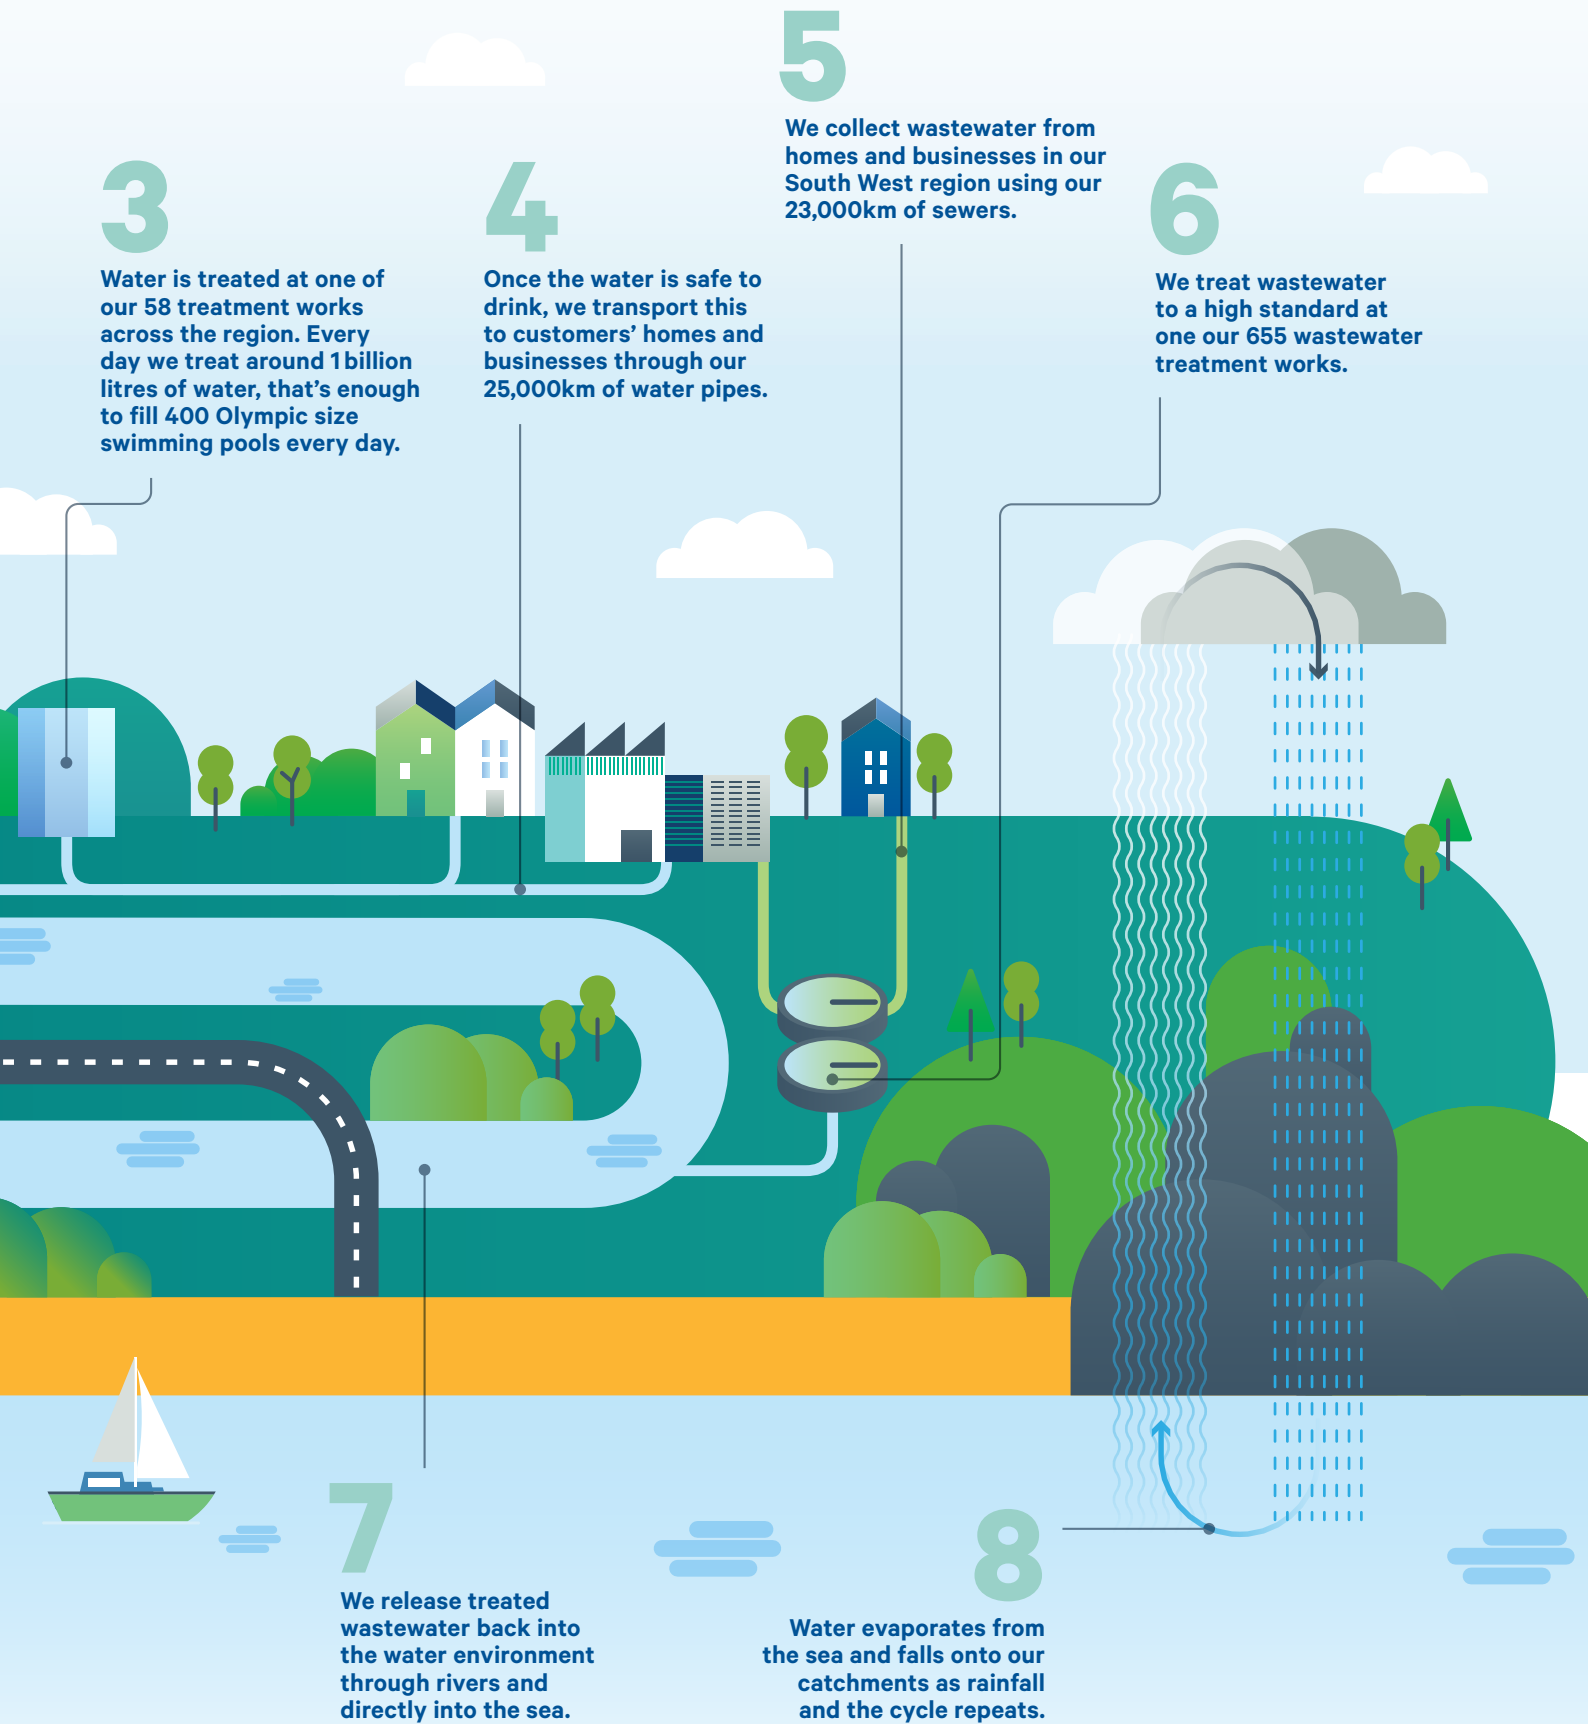 3
Water is treated at one of
our 58 treatment works
across the region. Every
day we treat around 1 billion
litres of water, that’s enough
to fill 400 Olympic size
swimming pools every day.
4
Once the water is safe to
drink, we transport this
to customers’ homes and
businesses through our
25,000km of water pipes.
5
We collect wastewater from
homes and businesses in our
South West region using our
23,000km of sewers.
6
We treat wastewater
to a high standard at
one our 655 wastewater
treatment works.
7
We release treated
wastewater back into
the water environment
through rivers and
directly into the sea.
8
Water evaporates from
the sea and falls onto our
catchments as rainfall
and the cycle repeats.